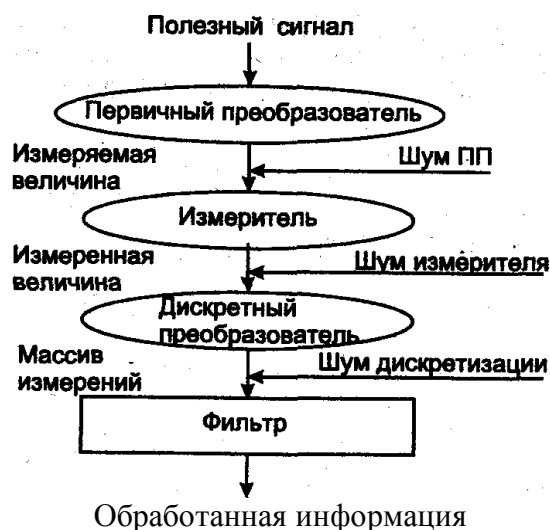 Полезный сигнал
Первичный преобразователь
Измеряемая
величина
Шум ПП
Измеритель
Измеренная
величина
Шум измерителя
Дискретный
преобразователь
Массив
измерений
Шум дискретизации
Фильтр
Обработанная информация